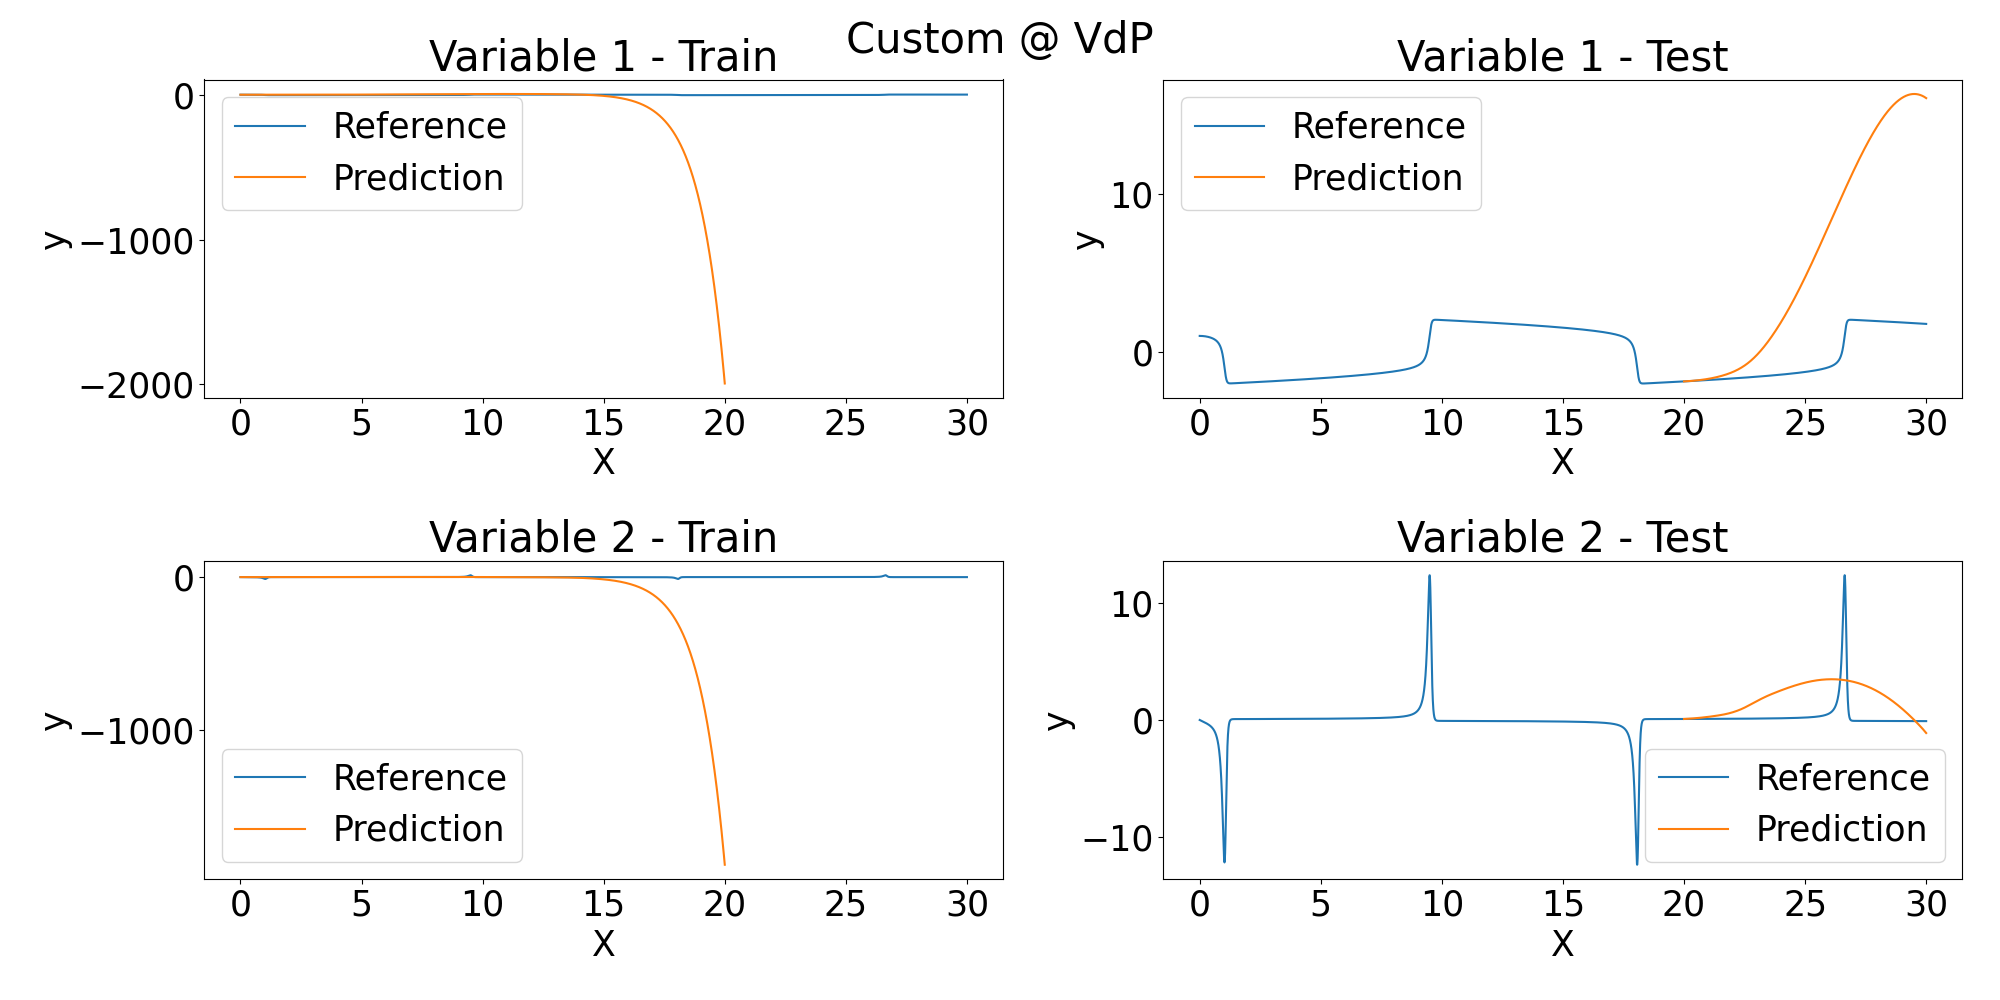 Custom @ VdP
Variable 1 - Train
0
−1000
−2000
y
Reference
Prediction
0 5 10 15 20 25 30
X
Variable 1 - Test
10
0
y
Reference
Prediction
0 5 10 15 20 25 30
X
Variable 2 - Train
0
−1000
y
Reference
Prediction
0 5 10 15 20 25 30
X
Variable 2 - Test
10
0
−10
y
Reference
Prediction
0 5 10 15 20 25 30
X